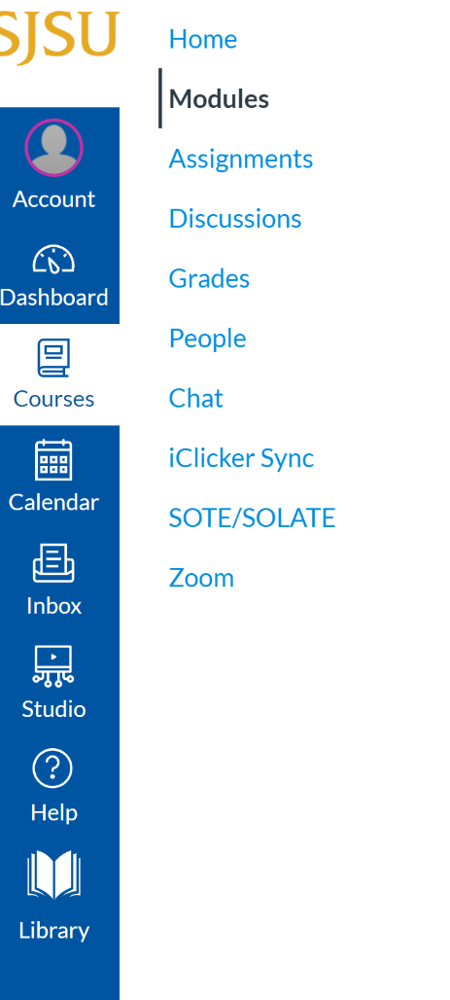 SJSU
Account
Dashboard
Courses
Calendar
Inbox
Studio
Help
Library
Home
Modules
Assignments
Discussions
Grades
People
Chat
iClicker Sync
SOTE/SOLATE
Zoom